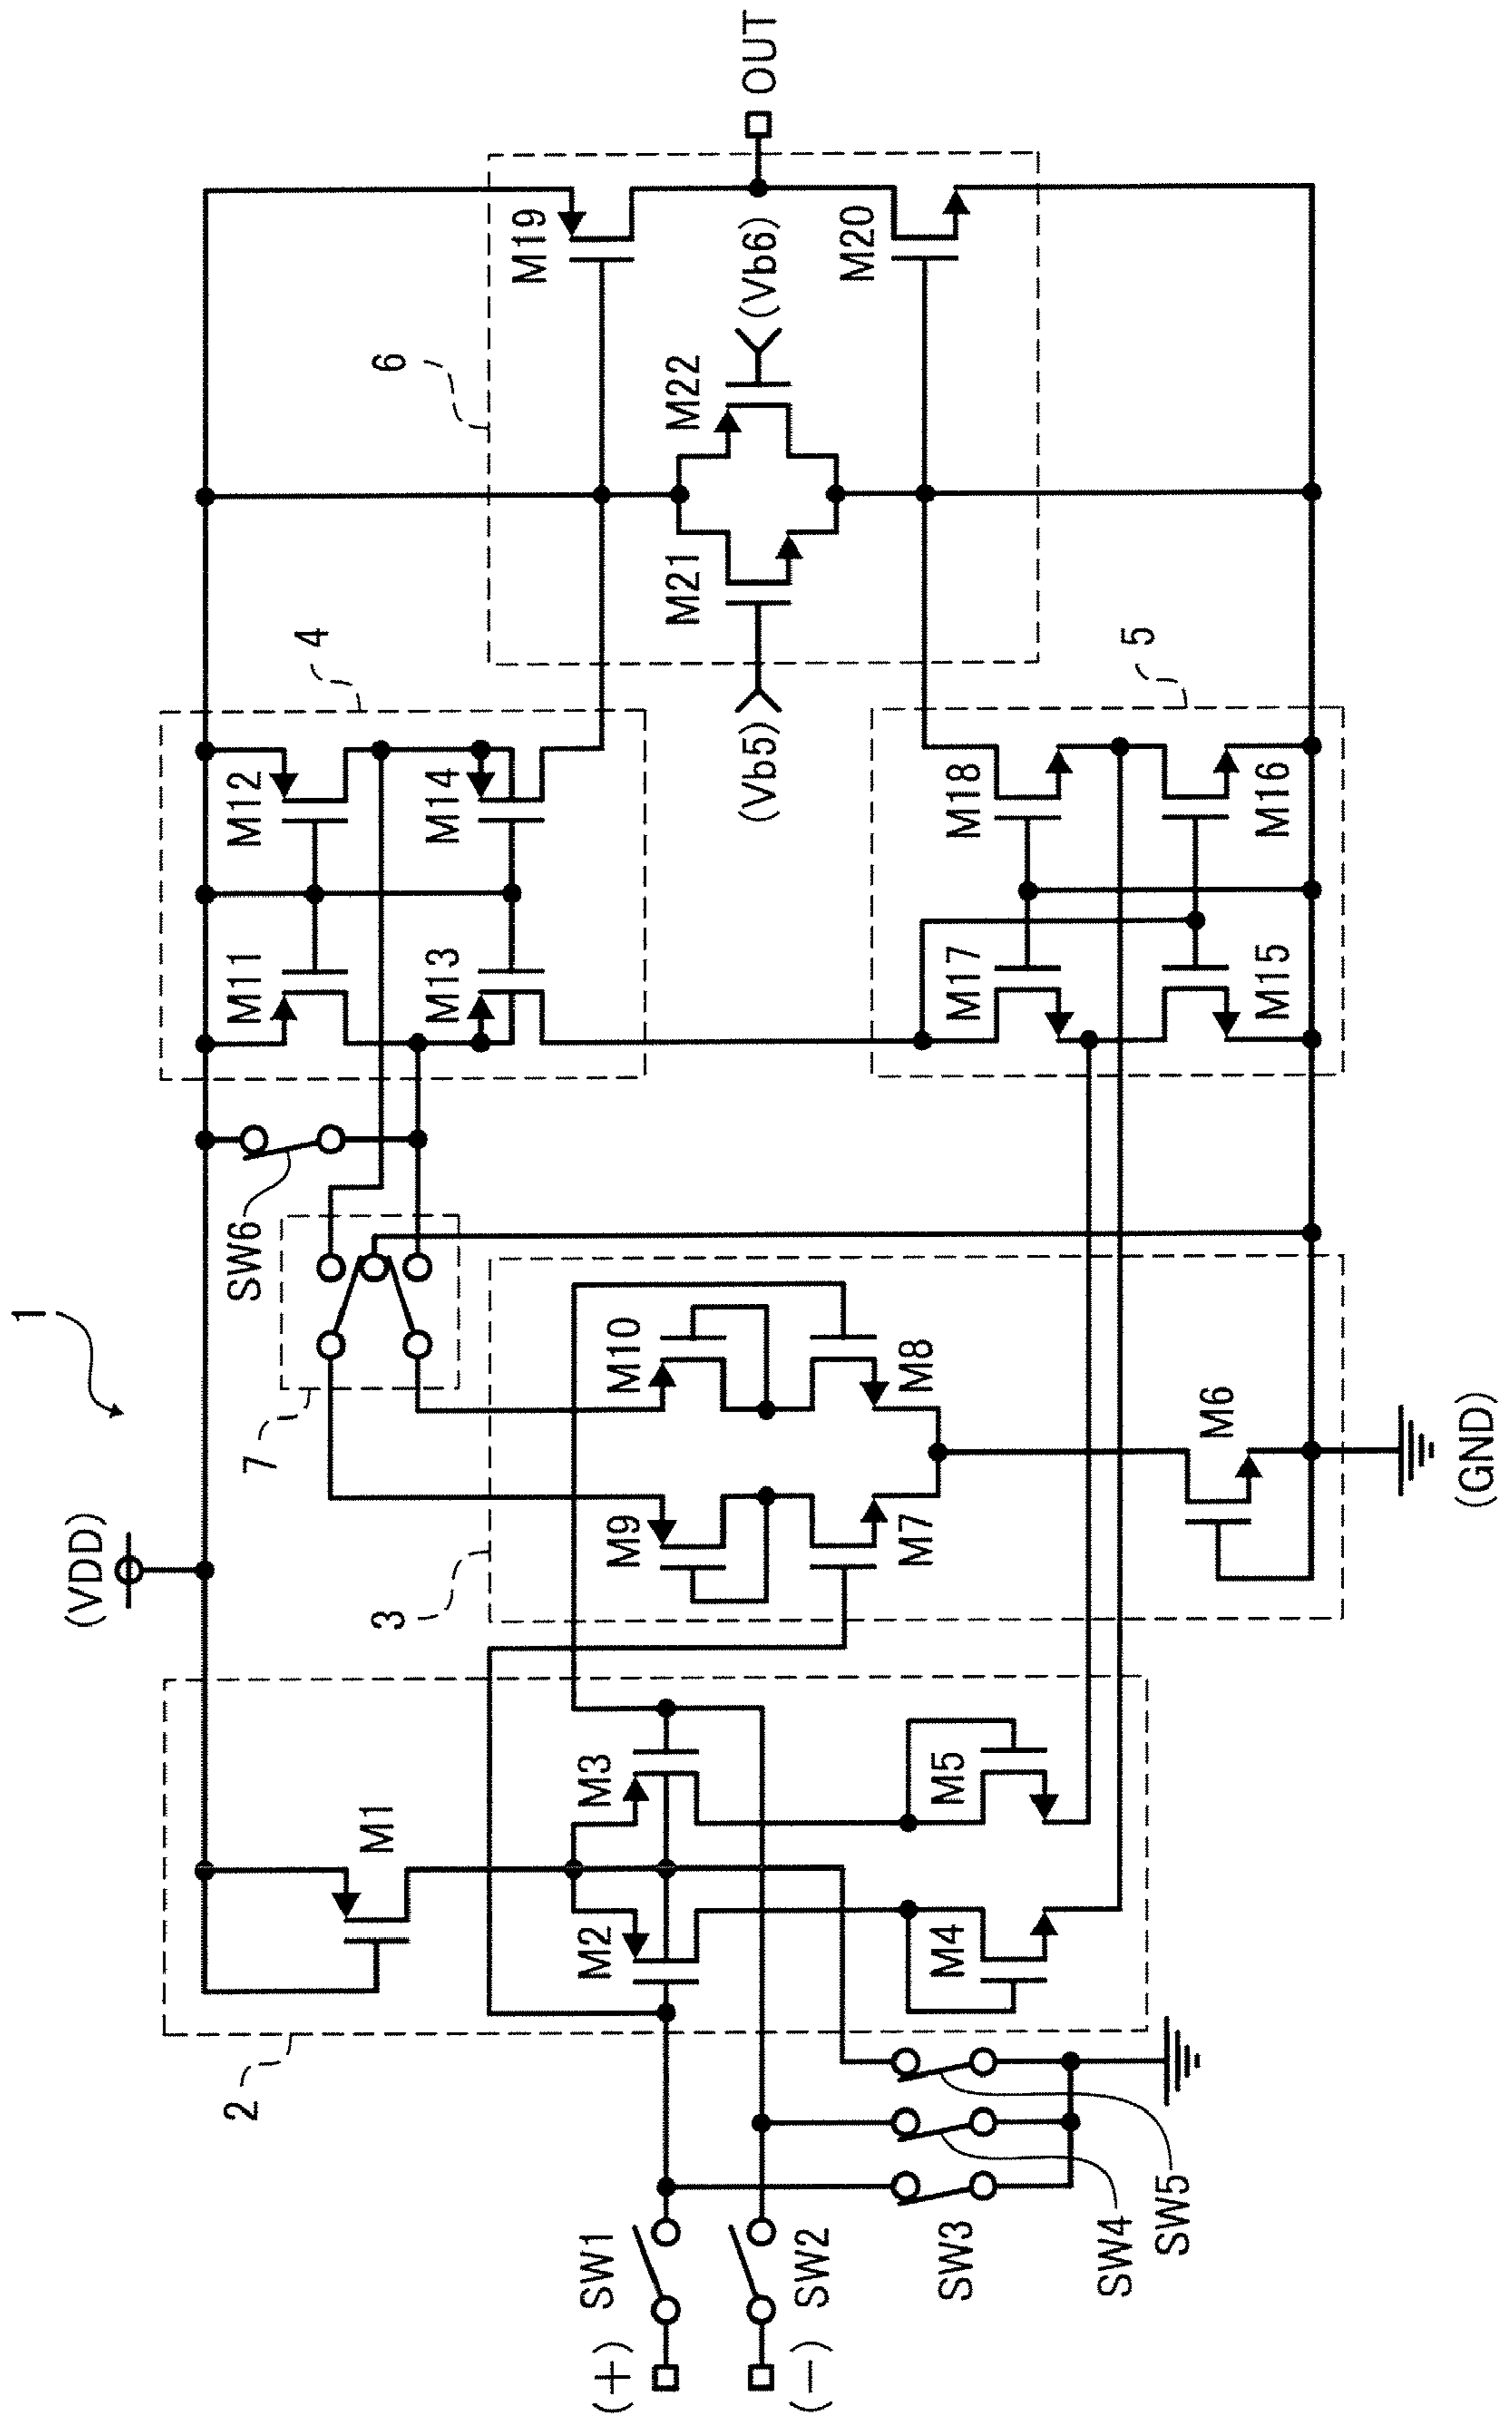 1
(VDD)
2
M1
M2
M3
M4
M5
(+)
(−)
SW1
SW2
SW3
SW4
SW5
3
M9
M10
M7
M8
M6
(GND)
7
SW6
4
M11
M12
M13
M14
5
M17
M18
M15
M16
6
M21
M22
(Vb5)
(Vb6)
M19
M20
OUT